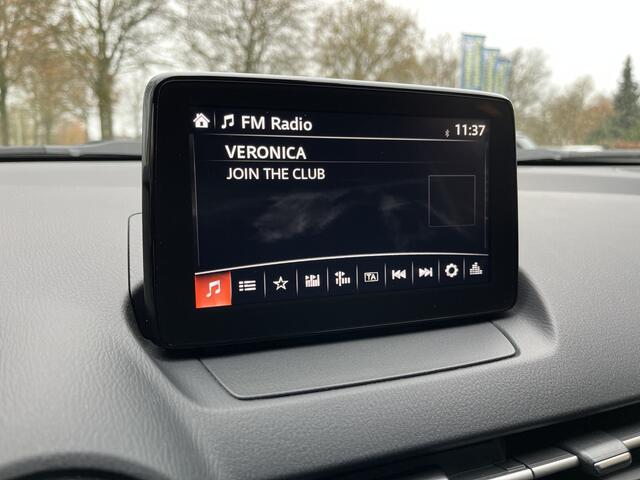 FM Radio 11:37
VERONICA
JOIN THE CLUB
TA